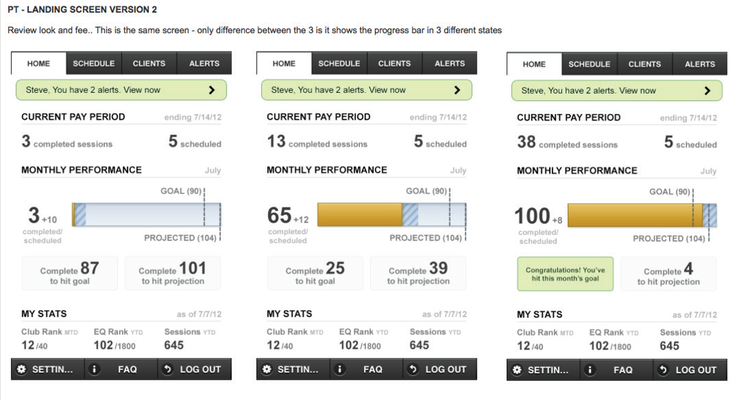 PT - LANDING SCREEN VERSION 2
Review look and fee.. This is the same screen - only difference between the 3 is it shows the progress bar in 3 different states
HOME SCHEDULE CLIENTS ALERTS
Steve, You have 2 alerts. View now
CURRENT PAY PERIOD ending 7/14/12
3 completed sessions 5 scheduled
MONTHLY PERFORMANCE July
GOAL (90)
3 +10
completed/
scheduled
PROJECTED (104)
Complete 87 to hit goal
Complete 101 to hit projection
MY STATS as of 7/7/12
Club Rank MTD EQ Rank YTD Sessions YTD
12 /40 102 /1800 645
SETTIN... FAQ LOG OUT
HOME SCHEDULE CLIENTS ALERTS
Steve, You have 2 alerts. View now
CURRENT PAY PERIOD ending 7/14/12
13 completed sessions 5 scheduled
MONTHLY PERFORMANCE July
GOAL (90)
65 +12
completed/
scheduled
PROJECTED (104)
Complete 25 to hit goal
Complete 39 to hit projection
MY STATS as of 7/7/12
Club Rank MTD EQ Rank YTD Sessions YTD
12 /40 102 /1800 645
SETTIN... FAQ LOG OUT
HOME SCHEDULE CLIENTS ALERTS
Steve, You have 2 alerts. View now
CURRENT PAY PERIOD ending 7/14/12
38 completed sessions 5 scheduled
MONTHLY PERFORMANCE July
GOAL (90)
100 +8
completed/
scheduled
PROJECTED (104)
Congratulations! You've
hit this month's goal
Complete 4 to hit projection
MY STATS as of 7/7/12
Club Rank MTD EQ Rank YTD Sessions YTD
12 /40 102 /1800 645
SETTIN... FAQ LOG OUT